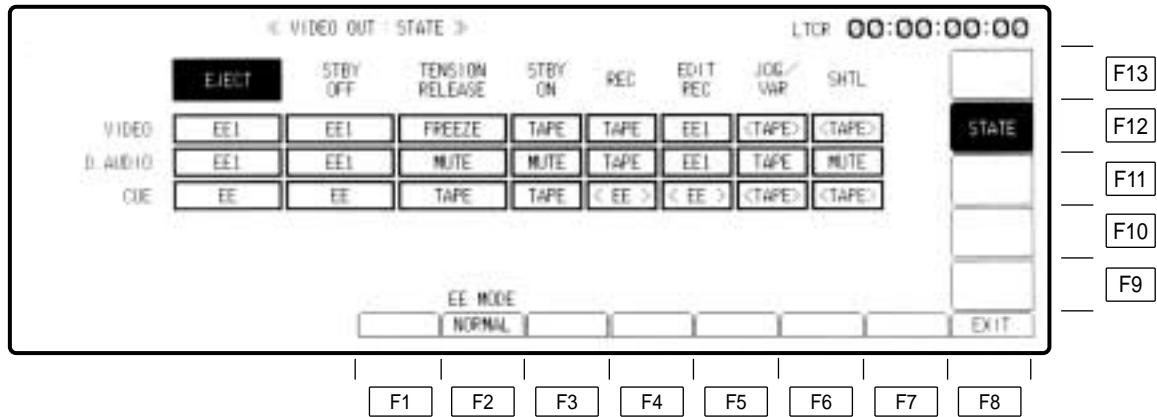 ≪ VIDEO OUT : STATE ≫ LTCR 00:00:00:00
EJECT STBY OFF TENSION RELEASE STBY ON REC EDIT REC JOG/ VAR SHTL F13
VIDEO EE1 EE1 FREEZE TAPE TAPE EE1 <TAPE> <TAPE> STATE F12
D. AUDIO EE1 EE1 MUTE MUTE TAPE EE1 TAPE MUTE F11
CUE EE EE TAPE TAPE < EE > < EE > <TAPE> <TAPE>
F10
F9
EE MODE
NORMAL EXIT
F1 F2 F3 F4 F5 F6 F7 F8